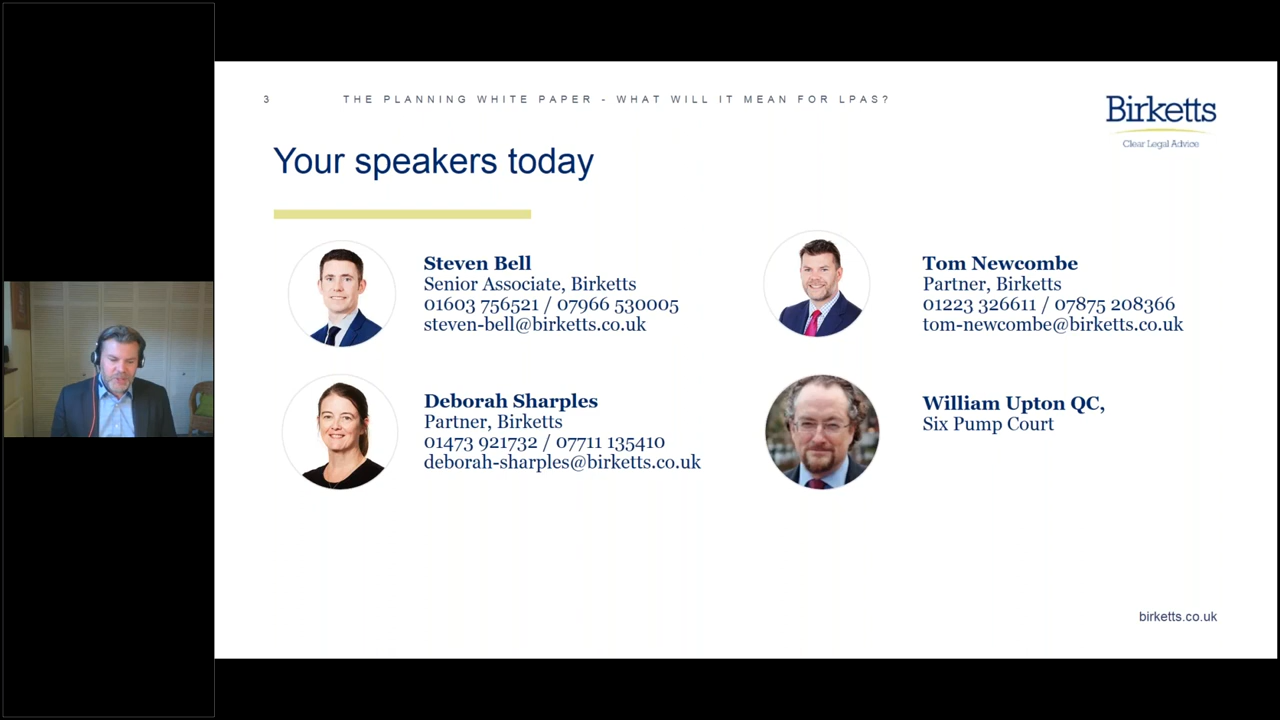 3
THE PLANNING WHITE PAPER - WHAT WILL IT MEAN FOR LPAS?
Birketts
Clear Legal Advice
Your speakers today
Steven Bell
Senior Associate, Birketts
01603 756521 / 07966 530005
steven-bell@birketts.co.uk
Tom Newcombe
Partner, Birketts
01223 326611 / 07875 208366
tom-newcombe@birketts.co.uk
Deborah Sharples
Partner, Birketts
01473 921732 / 07711 135410
deborah-sharples@birketts.co.uk
William Upton QC,
Six Pump Court
birketts.co.uk